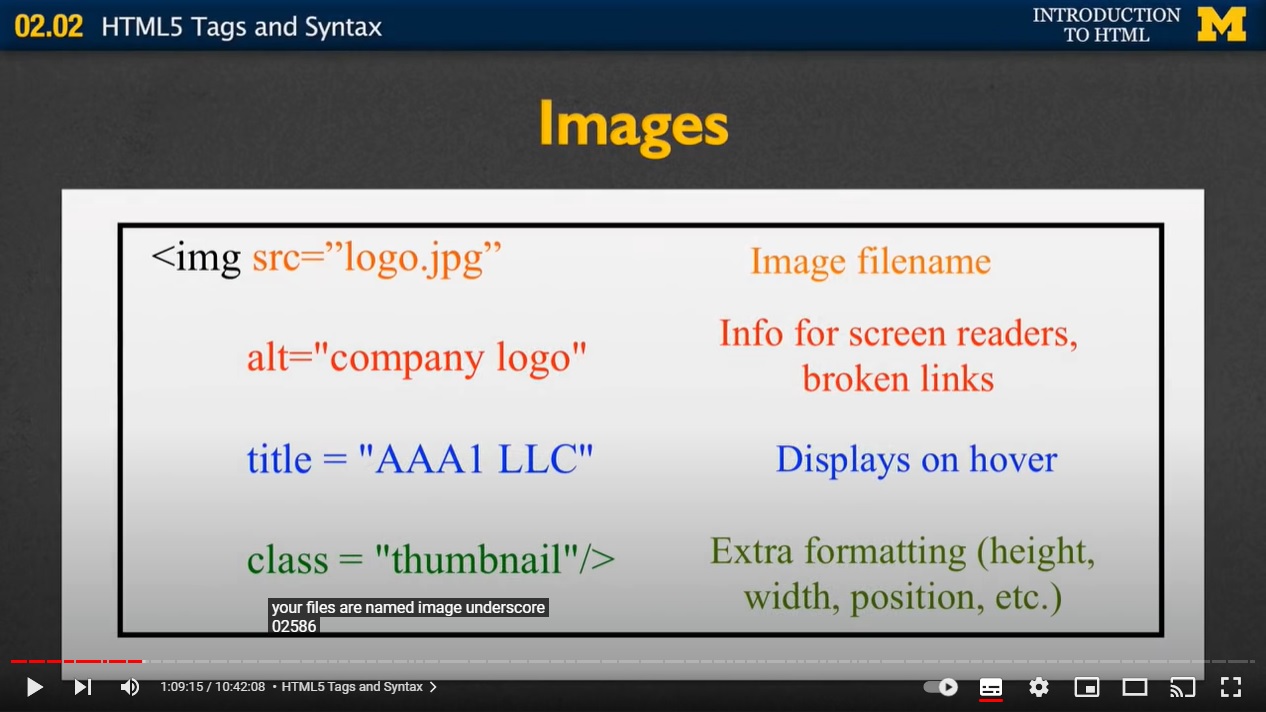 02.02 HTML5 Tags and Syntax
INTRODUCTION
TO HTML
M
Images
<img src=”logo.jpg” Image filename
alt="company logo" Info for screen readers,
broken links
title = "AAA1 LLC" Displays on hover
class = "thumbnail"/> Extra formatting (height,
width, position, etc.)
your files are named image underscore
02586
1:09:15 / 10:42:08 • HTML5 Tags and Syntax